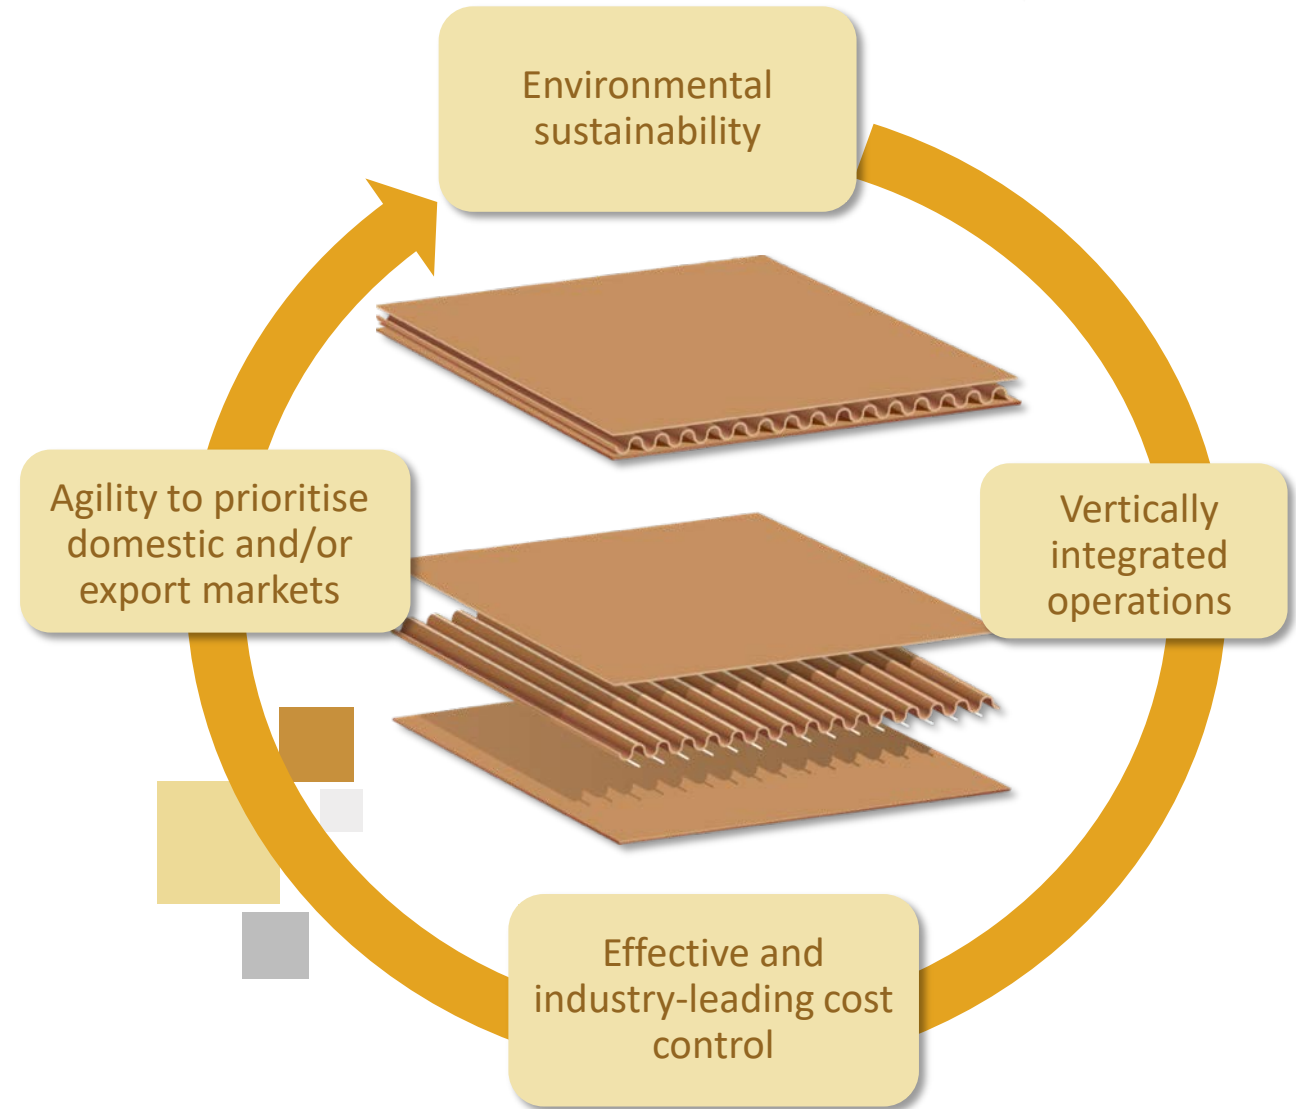 Environmental
sustainability
Vertically
integrated
operations
Effective and
industry-leading cost
control
Agility to prioritise
domestic and/or
export markets